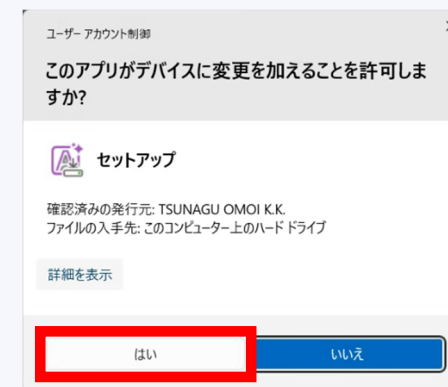 ユーザー アカウント制御
このアプリがデバイスに変更を加えることを許可しま
すか?
セットアップ
確認済みの発行元: TSUNAGU OMOI K.K.
ファイルの入手先: このコンピューター上のハード ドライブ
詳細を表示
はい
いいえ